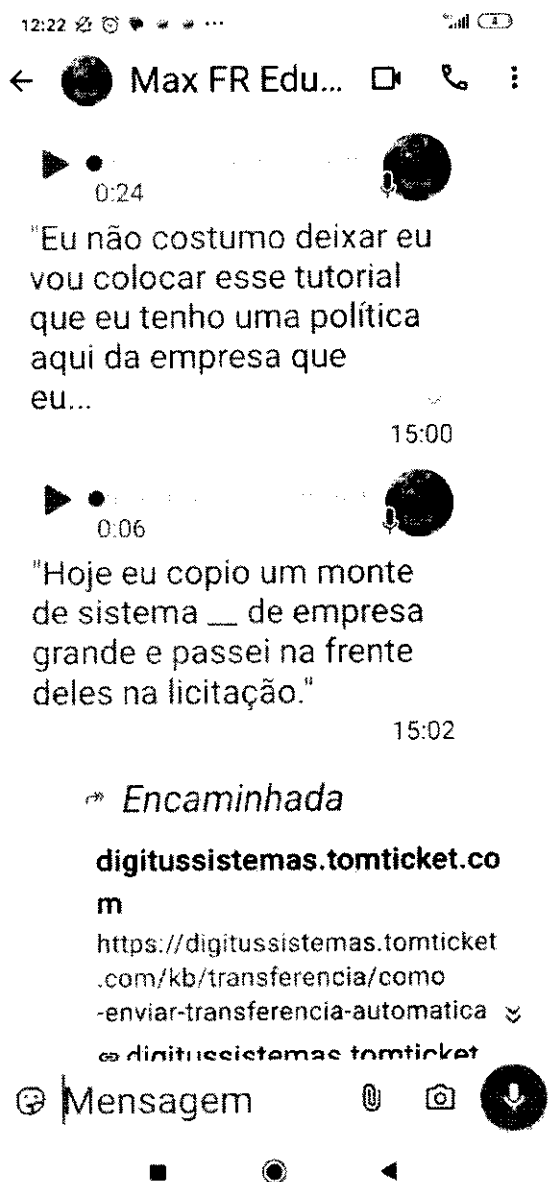 12:22
Max FR Edu...
0:24
"Eu não costumo deixar eu
vou colocar esse tutorial
que eu tenho uma política
aqui da empresa que
eu...
15:00
0:06
"Hoje eu copio um monte
de sistema __ de empresa
grande e passei na frente
deles na licitação."
15:02
Encaminhada
digitussistemas.tomticket.co
m
https://digitussistemas.tomticket
.com/kb/transferencia/como
-enviar-transferencia-automatica
digitussistemas.tomticket
Mensagem